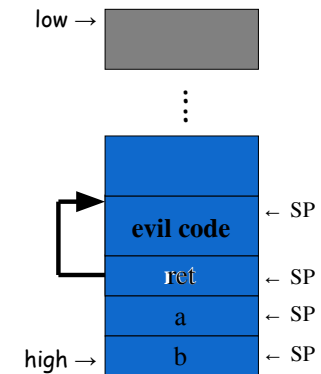 low →
⋮
← SP
evil code
ret ← SP
a ← SP
high → b ← SP